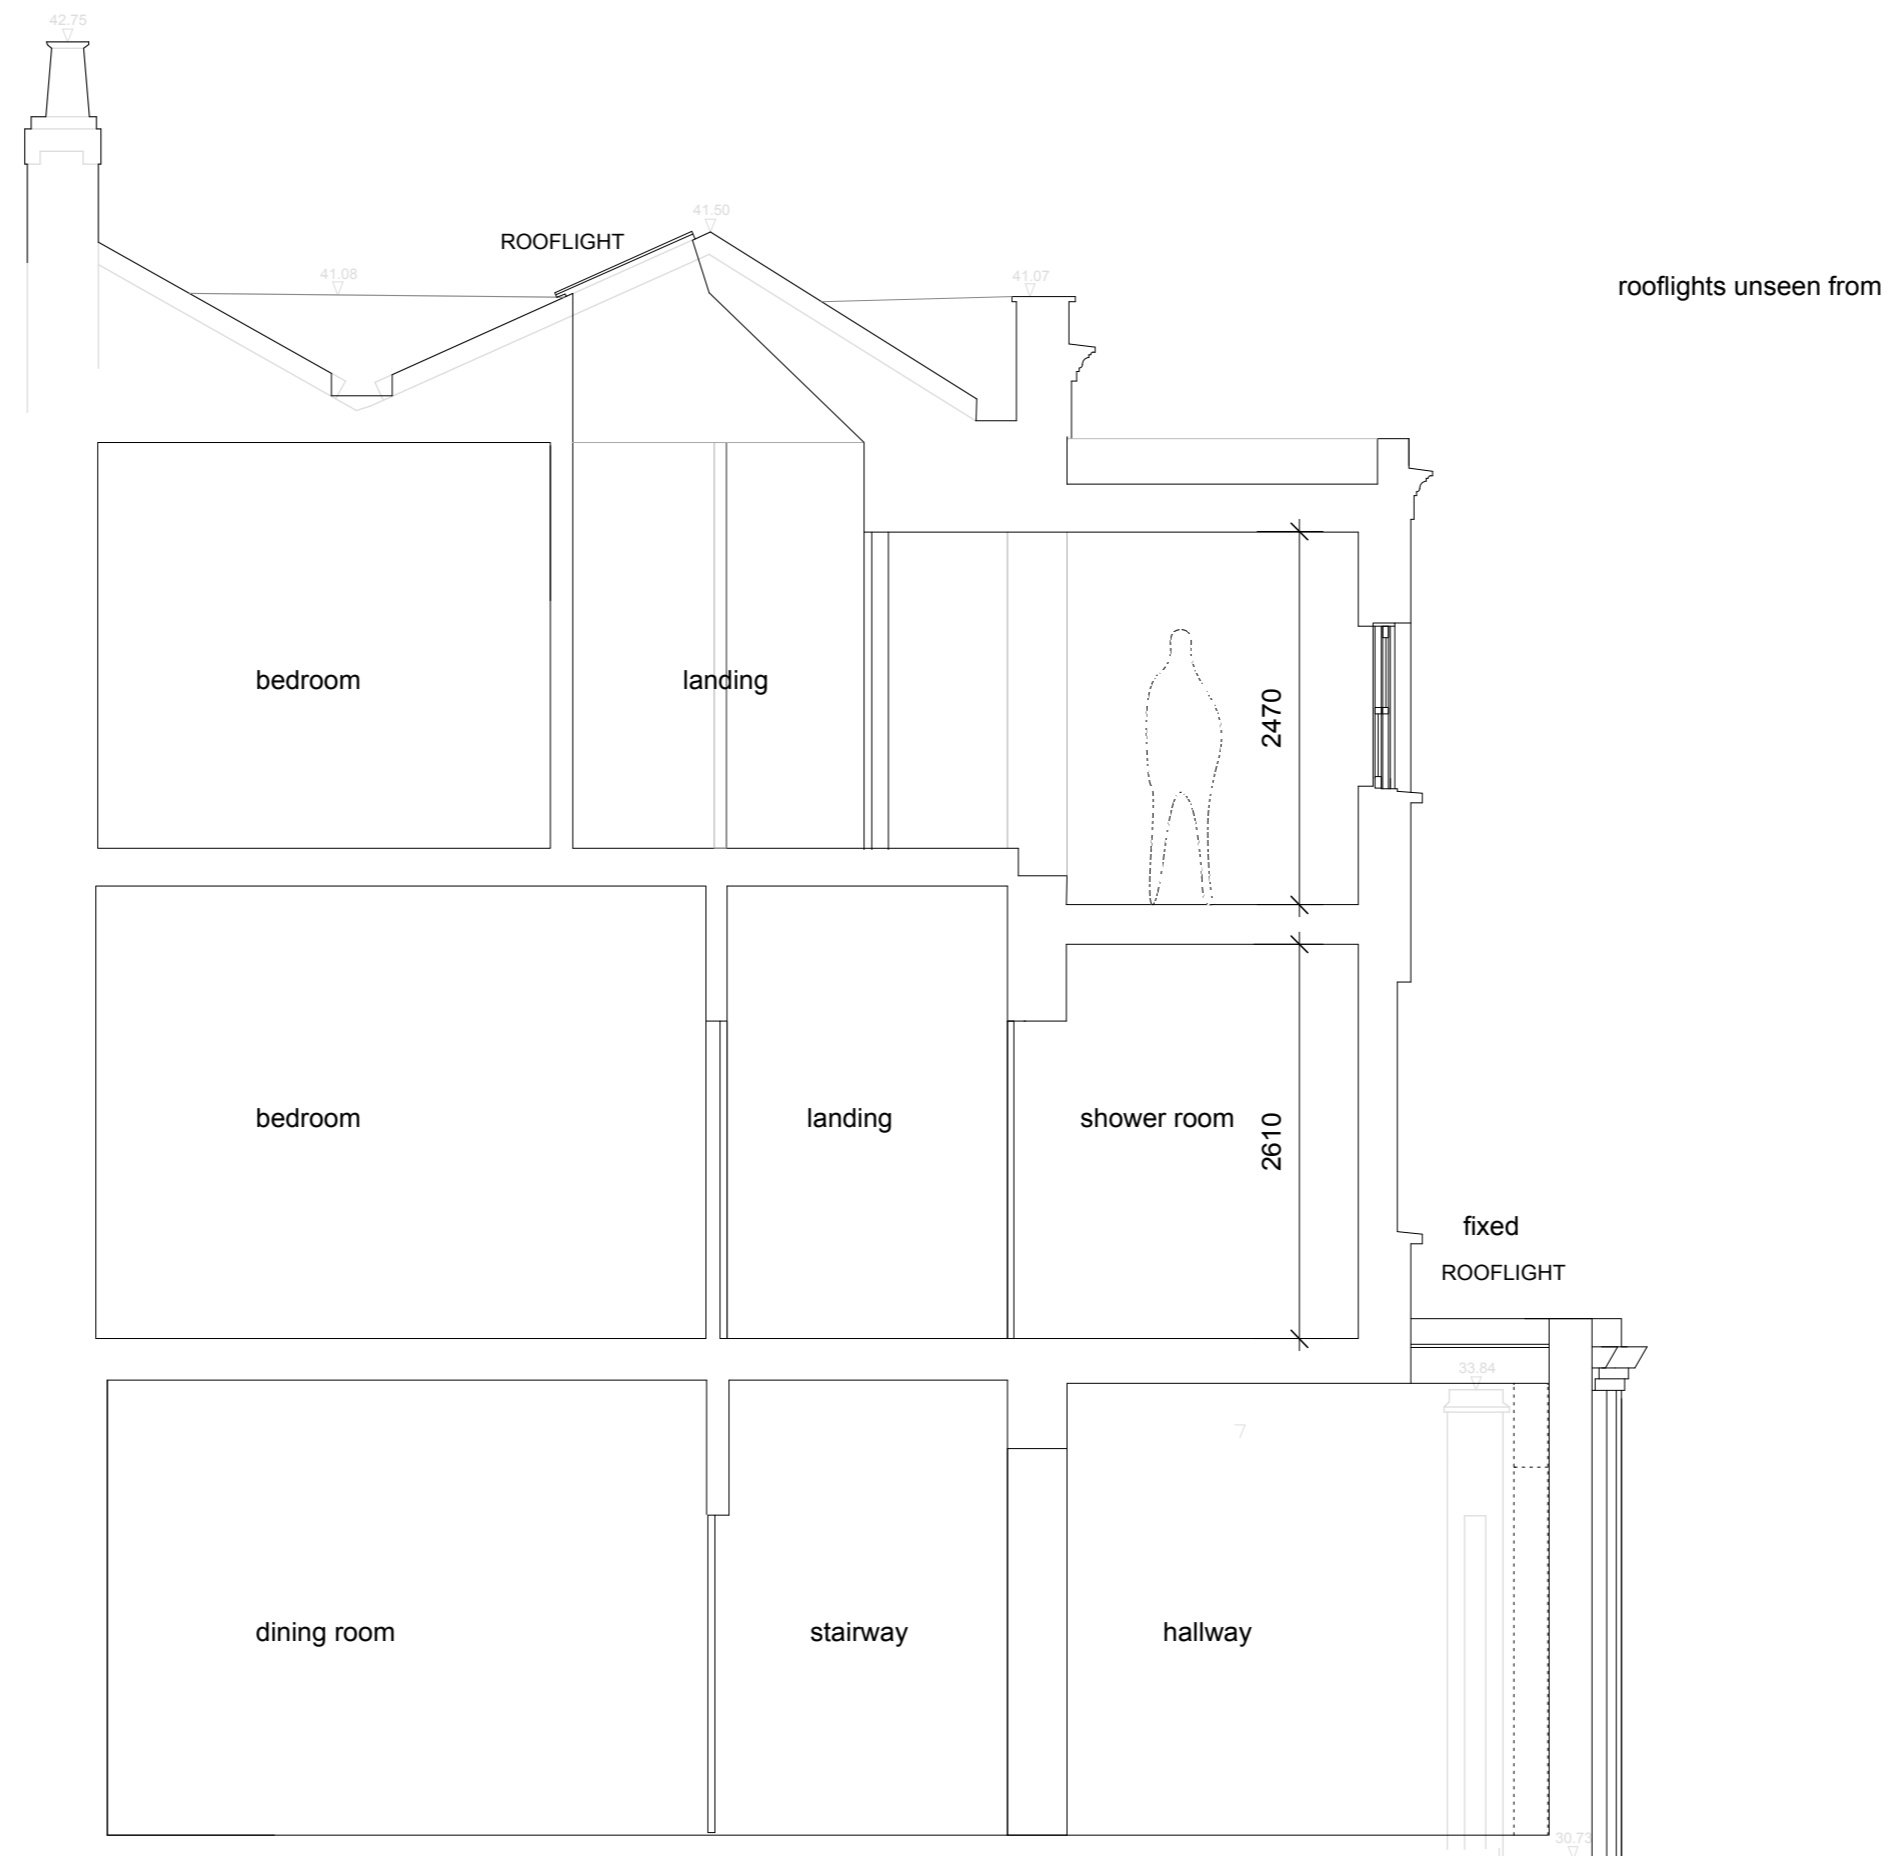 42.75
41.50
ROOFLIGHT
41.08
41.07
rooflights unseen from
bedroom
landing
2470
bedroom
landing
shower room
2610
fixed
ROOFLIGHT
33.84
7
dining room
stairway
hallway
30.73